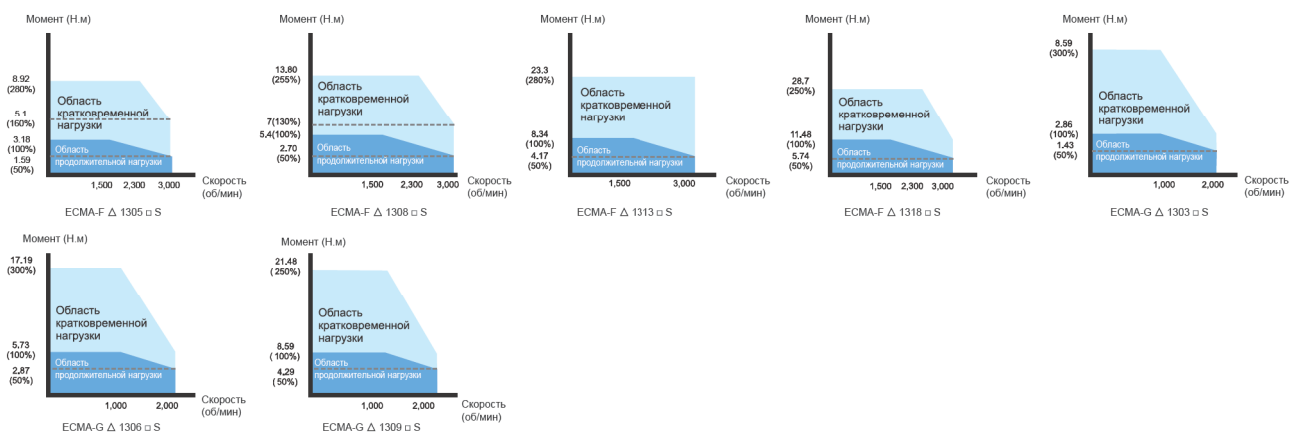 Момент (Н.м)
8.92
(280%)
5.1
(160%)
3.18
(100%)
1.59
(50%)
Область
кратковременной
нагрузки
Область
продолжительной нагрузки
1,500
2,300
3,000
Скорость
(об/мин)
ECMA-F △ 1305 □ S
Момент (Н.м)
13.80
(255%)
7(130%)
5,4(100%)
2.70
(50%)
Область
кратковременной
нагрузки
Область
продолжительной нагрузки
1,500
2,300
3,000
Скорость
(об/мин)
ECMA-F △ 1308 □ S
Момент (Н.м)
23.3
(280%)
8.34
(100%)
4.17
(50%)
Область
кратковременной
нагрузки
Область
продолжительной нагрузки
1,500
3,000
Скорость
(об/мин)
ECMA-F △ 1313 □ S
Момент (Н.м)
28,7
(250%)
11,48
(100%)
5,74
(50%)
Область
кратковременной
нагрузки
Область
продолжительной нагрузки
1,500
2,300
3,000
Скорость
(об/мин)
ECMA-F △ 1318 □ S
Момент (Н.м)
8.59
(300%)
2.86
(100%)
1.43
(50%)
Область
кратковременной
нагрузки
Область
продолжительной нагрузки
1,000
2,000
Скорость
(об/мин)
ECMA-G △ 1303 □ S
Момент (Н.м)
17.19
(300%)
5,73
(100%)
2,87
(50%)
Область
кратковременной
нагрузки
Область
продолжительной нагрузки
1,000
2,000
Скорость
(об/мин)
ECMA-G △ 1306 □ S
Момент (Н.м)
21.48
( 250%)
8,59
( 100%)
4,29
( 50%)
Область
кратковременной
нагрузки
Область
продолжительной нагрузки
1,000
2,000
Скорость
(об/мин)
ECMA-G △ 1309 □ S